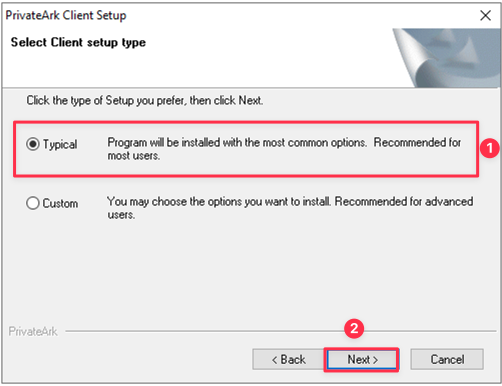 PrivateArk Client Setup
Select Client setup type
Click the type of Setup you prefer, then click Next.
Typical
Program will be installed with the most common options. Recommended for
most users.
1
Custom
You may choose the options you want to install. Recommended for advanced
users.
2
PrivateArk
< Back
Next >
Cancel